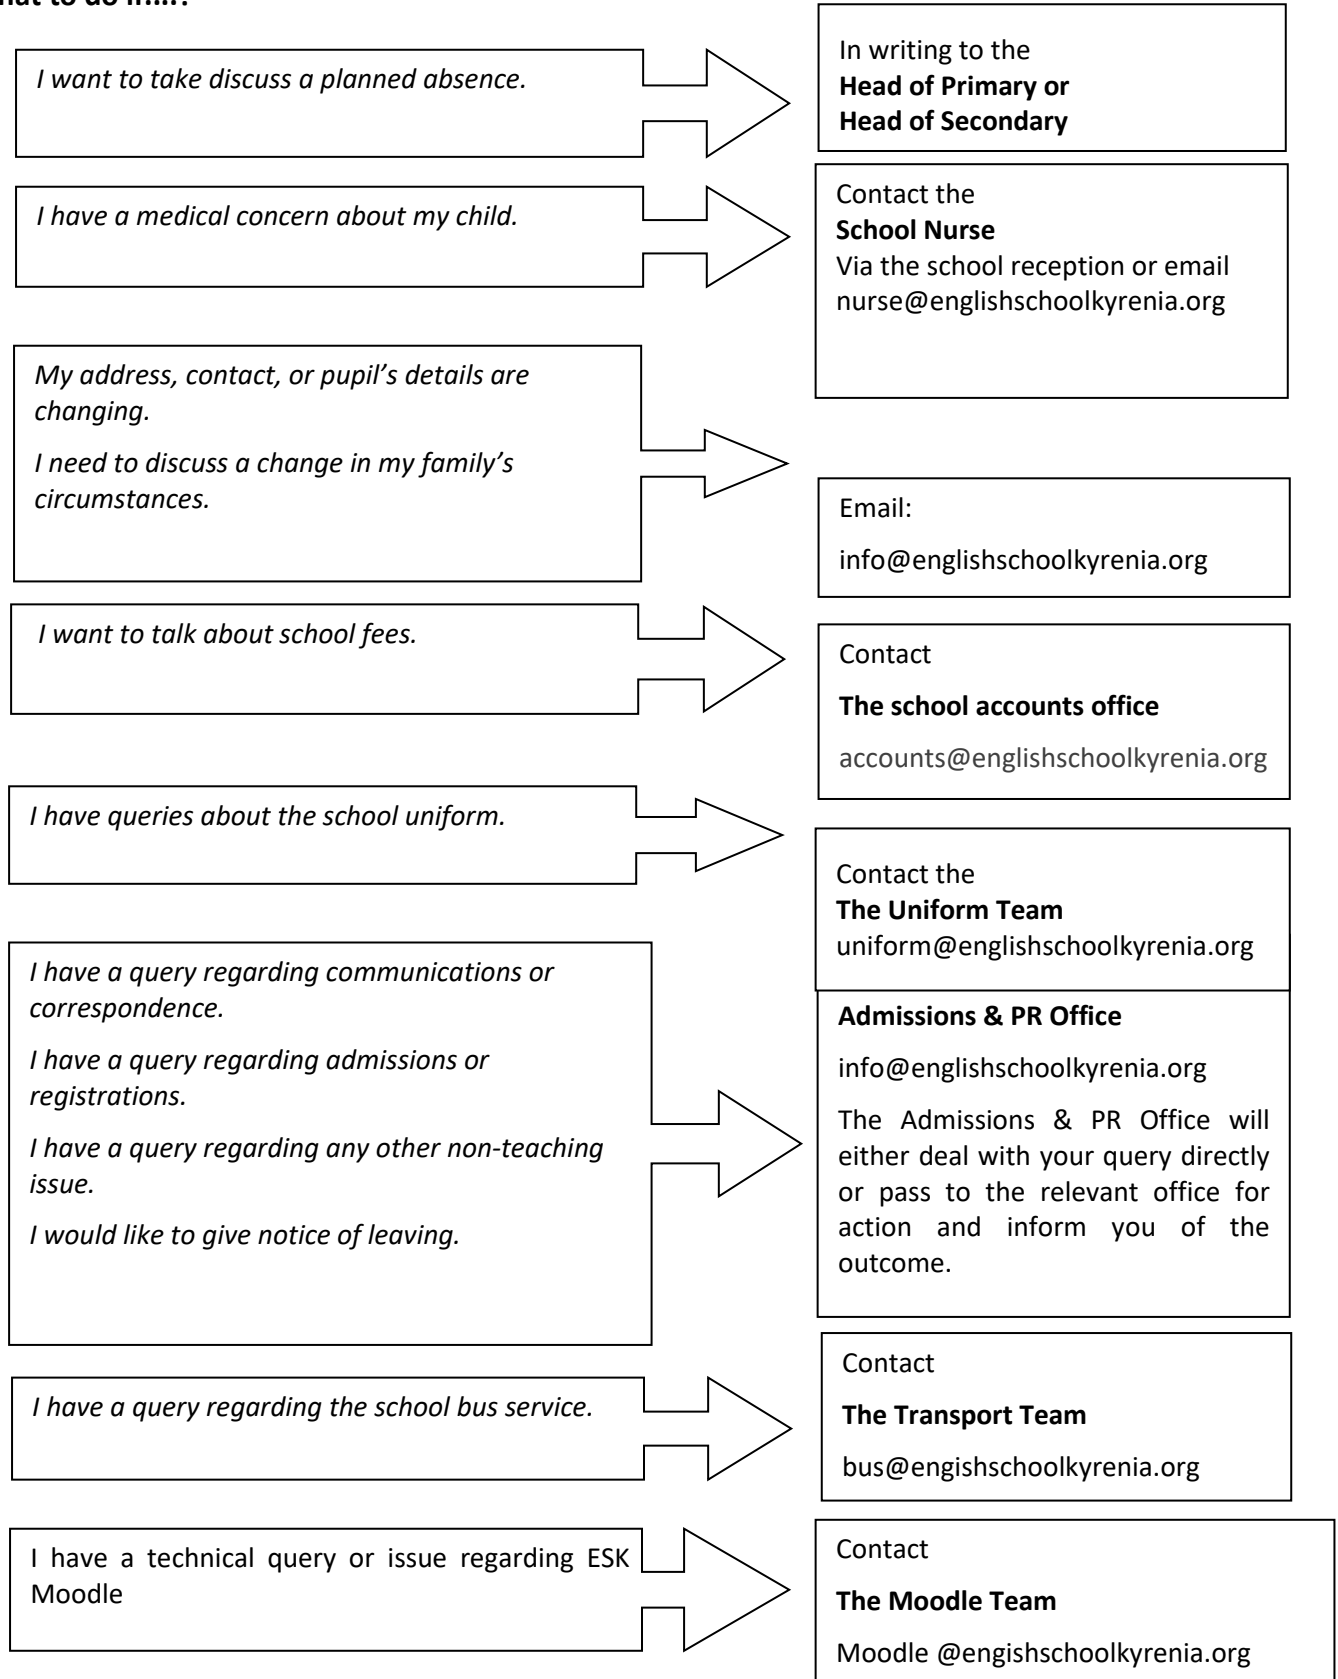 I want to take discuss a planned absence.
In writing to the
Head of Primary or
Head of Secondary
I have a medical concern about my child.
Contact the
School Nurse
Via the school reception or email
nurse@englishschoolkyrenia.org
My address, contact, or pupil's details are
changing.
I need to discuss a change in my family's
circumstances.
Email:
info@englishschoolkyrenia.org
I want to talk about school fees.
Contact
The school accounts office
accounts@englishschoolkyrenia.org
I have queries about the school uniform.
Contact the
The Uniform Team
uniform@englishschoolkyrenia.org
I have a query regarding communications or
correspondence.
I have a query regarding admissions or
registrations.
I have a query regarding any other non-teaching
issue.
I would like to give notice of leaving.
Admissions & PR Office
info@englishschoolkyrenia.org
The Admissions & PR Office will
either deal with your query directly
or pass to the relevant office for
action and inform you of the
outcome.
I have a query regarding the school bus service.
Contact
The Transport Team
bus@engishschoolkyrenia.org
I have a technical query or issue regarding ESK
Moodle
Contact
The Moodle Team
Moodle @engishschoolkyrenia.org